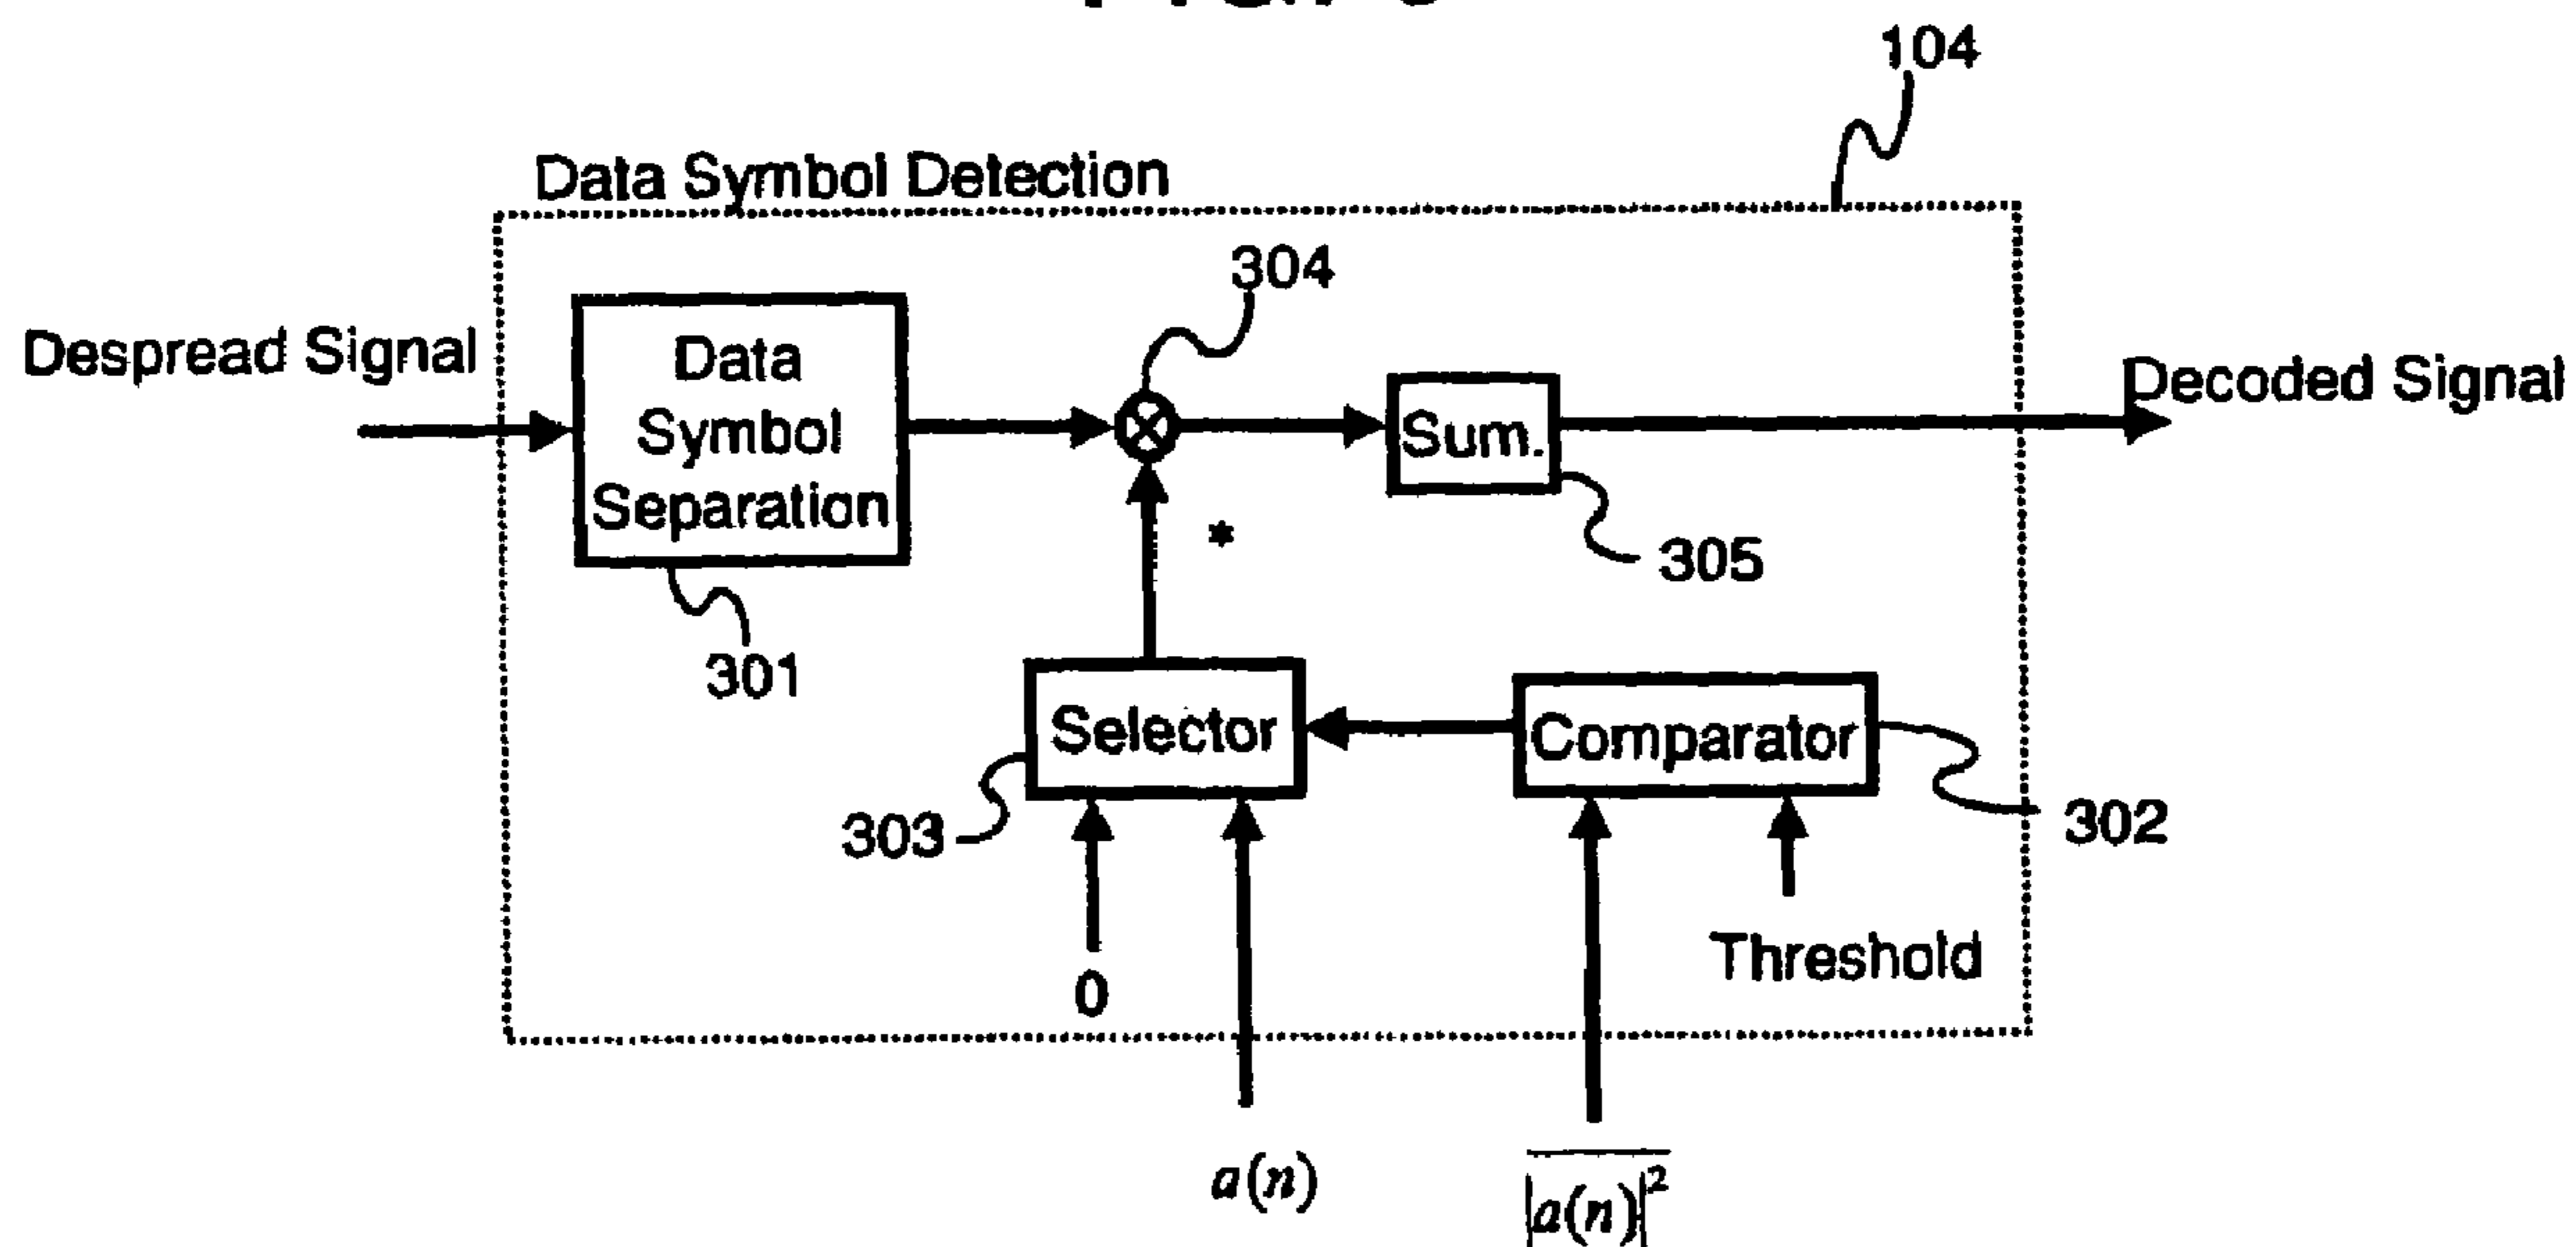 104
Data Symbol Detection
304
Despread Signal
Data
Symbol
Separation
Sum.
Decoded Signal
*
305
301
Selector
Comparator
303
302
0
Threshold
a(n)
|a(n)|²